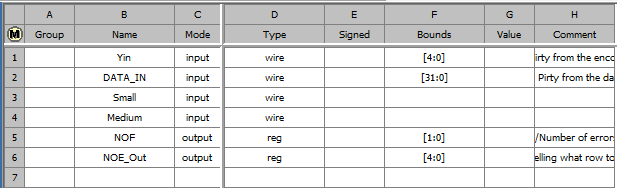 A B C D E F G H
M Group Name Mode Type Signed Bounds Value Comment
1 Yin input wire [4:0] irty from the enco
2 DATA_IN input wire [31:0] Pirty from the da
3 Small input wire
4 Medium input wire
5 NOF output reg [1:0] /Number of error
6 NOE_Out output reg [4:0] elling what row to
7